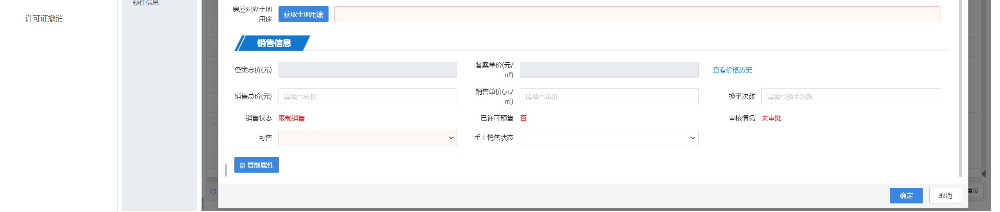 领件信息
许可证撤销
房屋对应土地
用途
获取土地用途
销售信息
备案总价(元)
备案单价(元/
㎡)
查看价格历史
销售总价(元)
请填写总价
销售单价(元/
㎡)
请填写单价
换手次数
请填写换手次数
销售状态
限制销售
已许可预售
否
审核情况
未审批
可售
手工销售状态
复制属性
确定
取消
尾页